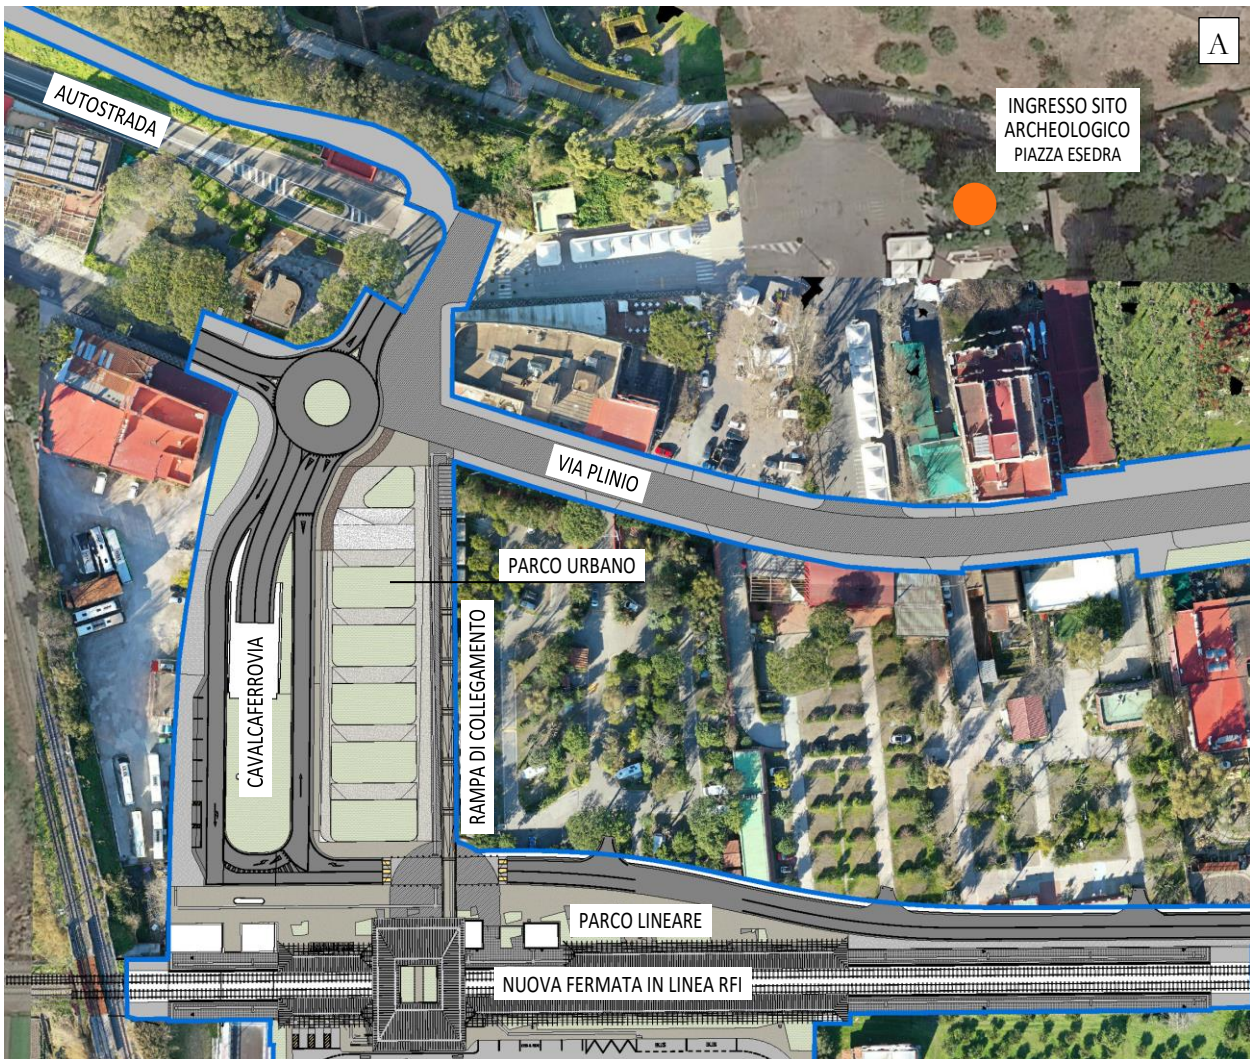 A
AUTOSTRADA
INGRESSO SITO
ARCHEOLOGICO
PIAZZA ESEDRA
VIA PLINIO
PARCO URBANO
CAVALCAFERROVIA
RAMPA DI COLLEGAMENTO
PARCO LINEARE
NUOVA FERMATA IN LINEA RFI